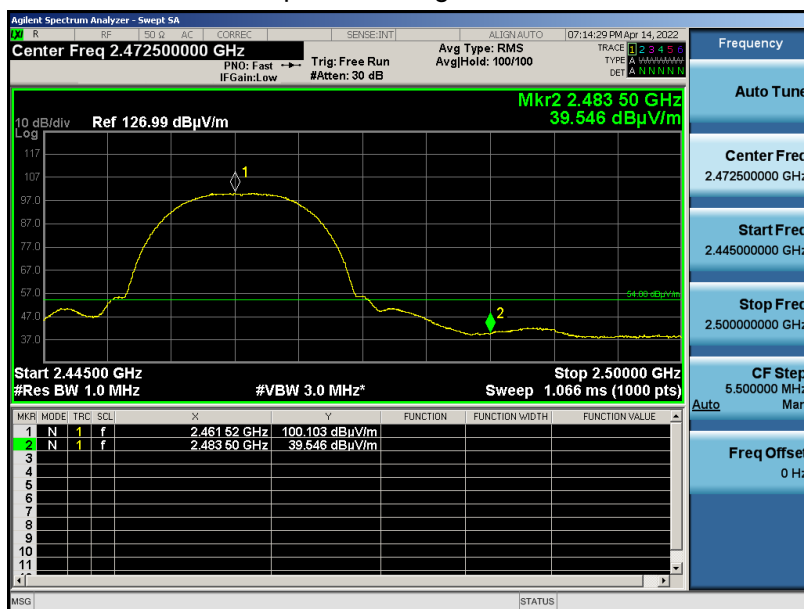 Agilent Spectrum Analyzer - Swept SA
LXI R RF 50 Ω AC CORREC SENSE:INT ALIGN AUTO 07:14:29 PM Apr 14, 2022
Center Freq 2.472500000 GHz
PNO: Fast
IFGain:Low
Trig: Free Run
#Atten: 30 dB
Avg Type: RMS
Avg|Hold: 100/100
TRACE 1 2 3 4 5 6
TYPE A
DET A N N N N N
Frequency
Mkr2 2.483 50 GHz
39.546 dBµV/m
10 dB/div Ref 126.99 dBµV/m
Log
117
107
97.0
87.0
77.0
67.0
57.0
47.0
37.0
1
2
54.00 dBµV/m
Start 2.44500 GHz Stop 2.50000 GHz
#Res BW 1.0 MHz #VBW 3.0 MHz* Sweep 1.066 ms (1000 pts)
MKR MODE TRC SCL X Y FUNCTION FUNCTION WIDTH FUNCTION VALUE
1 N 1 f 2.461 52 GHz 100.103 dBµV/m
2 N 1 f 2.483 50 GHz 39.546 dBµV/m
3
4
5
6
7
8
9
10
11
Auto Tune
Center Freq
2.472500000 GHz
Start Freq
2.445000000 GHz
Stop Freq
2.500000000 GHz
CF Step
5.500000 MHz
Auto Man
Freq Offset
0 Hz
MSG STATUS